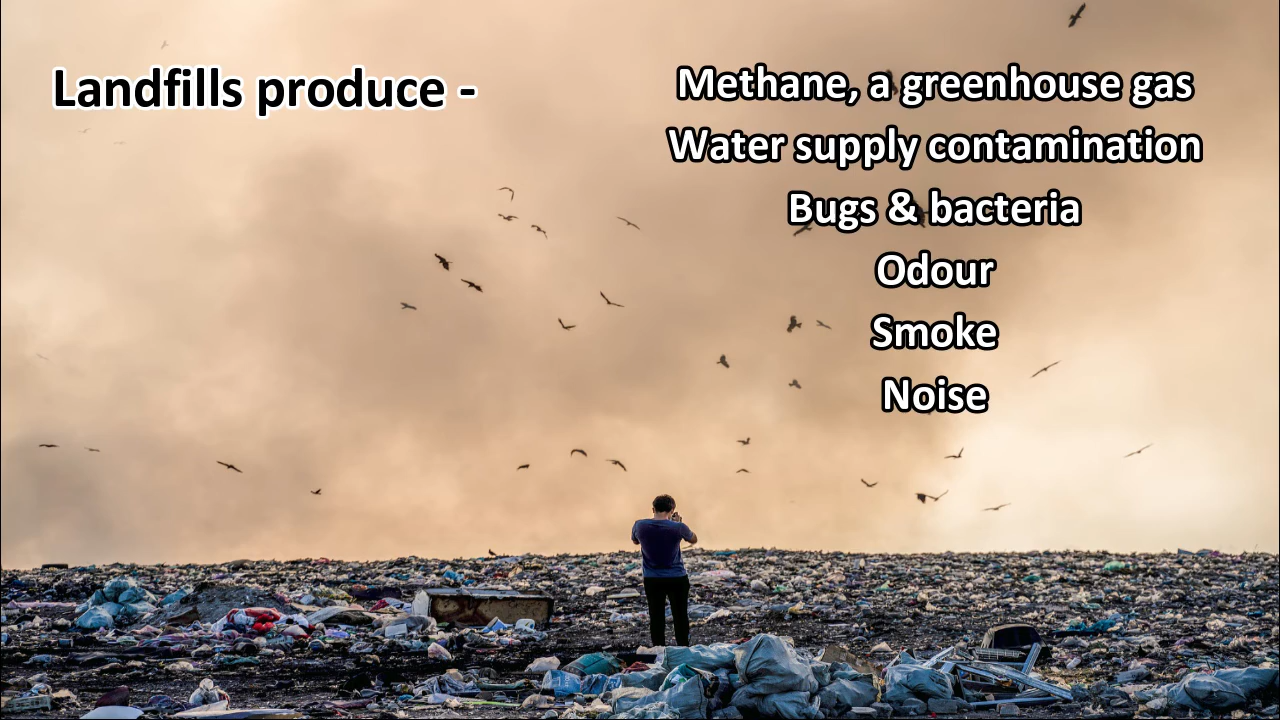 Landfills produce -
Methane, a greenhouse gas
Water supply contamination
Bugs & bacteria
Odour
Smoke
Noise